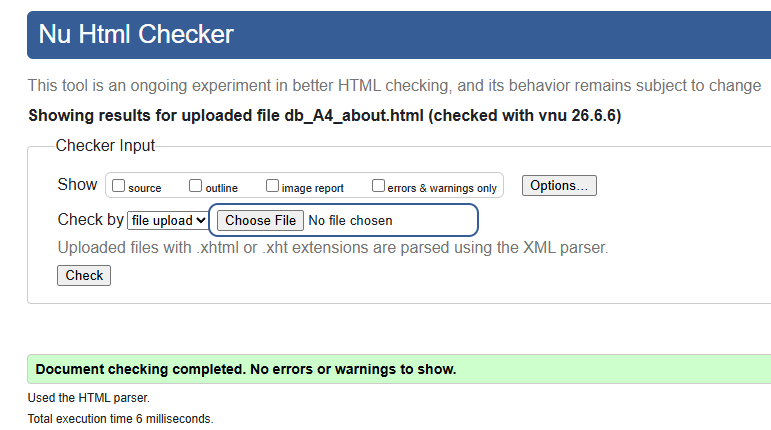 Nu Html Checker
This tool is an ongoing experiment in better HTML checking, and its behavior remains subject to change
Showing results for uploaded file db_A4_about.html (checked with vnu 26.6.6)
Checker Input
Show source outline image report errors & warnings only Options...
Check by file upload Choose File No file chosen
Uploaded files with .xhtml or .xht extensions are parsed using the XML parser.
Check
Document checking completed. No errors or warnings to show.
Used the HTML parser.
Total execution time 6 milliseconds.